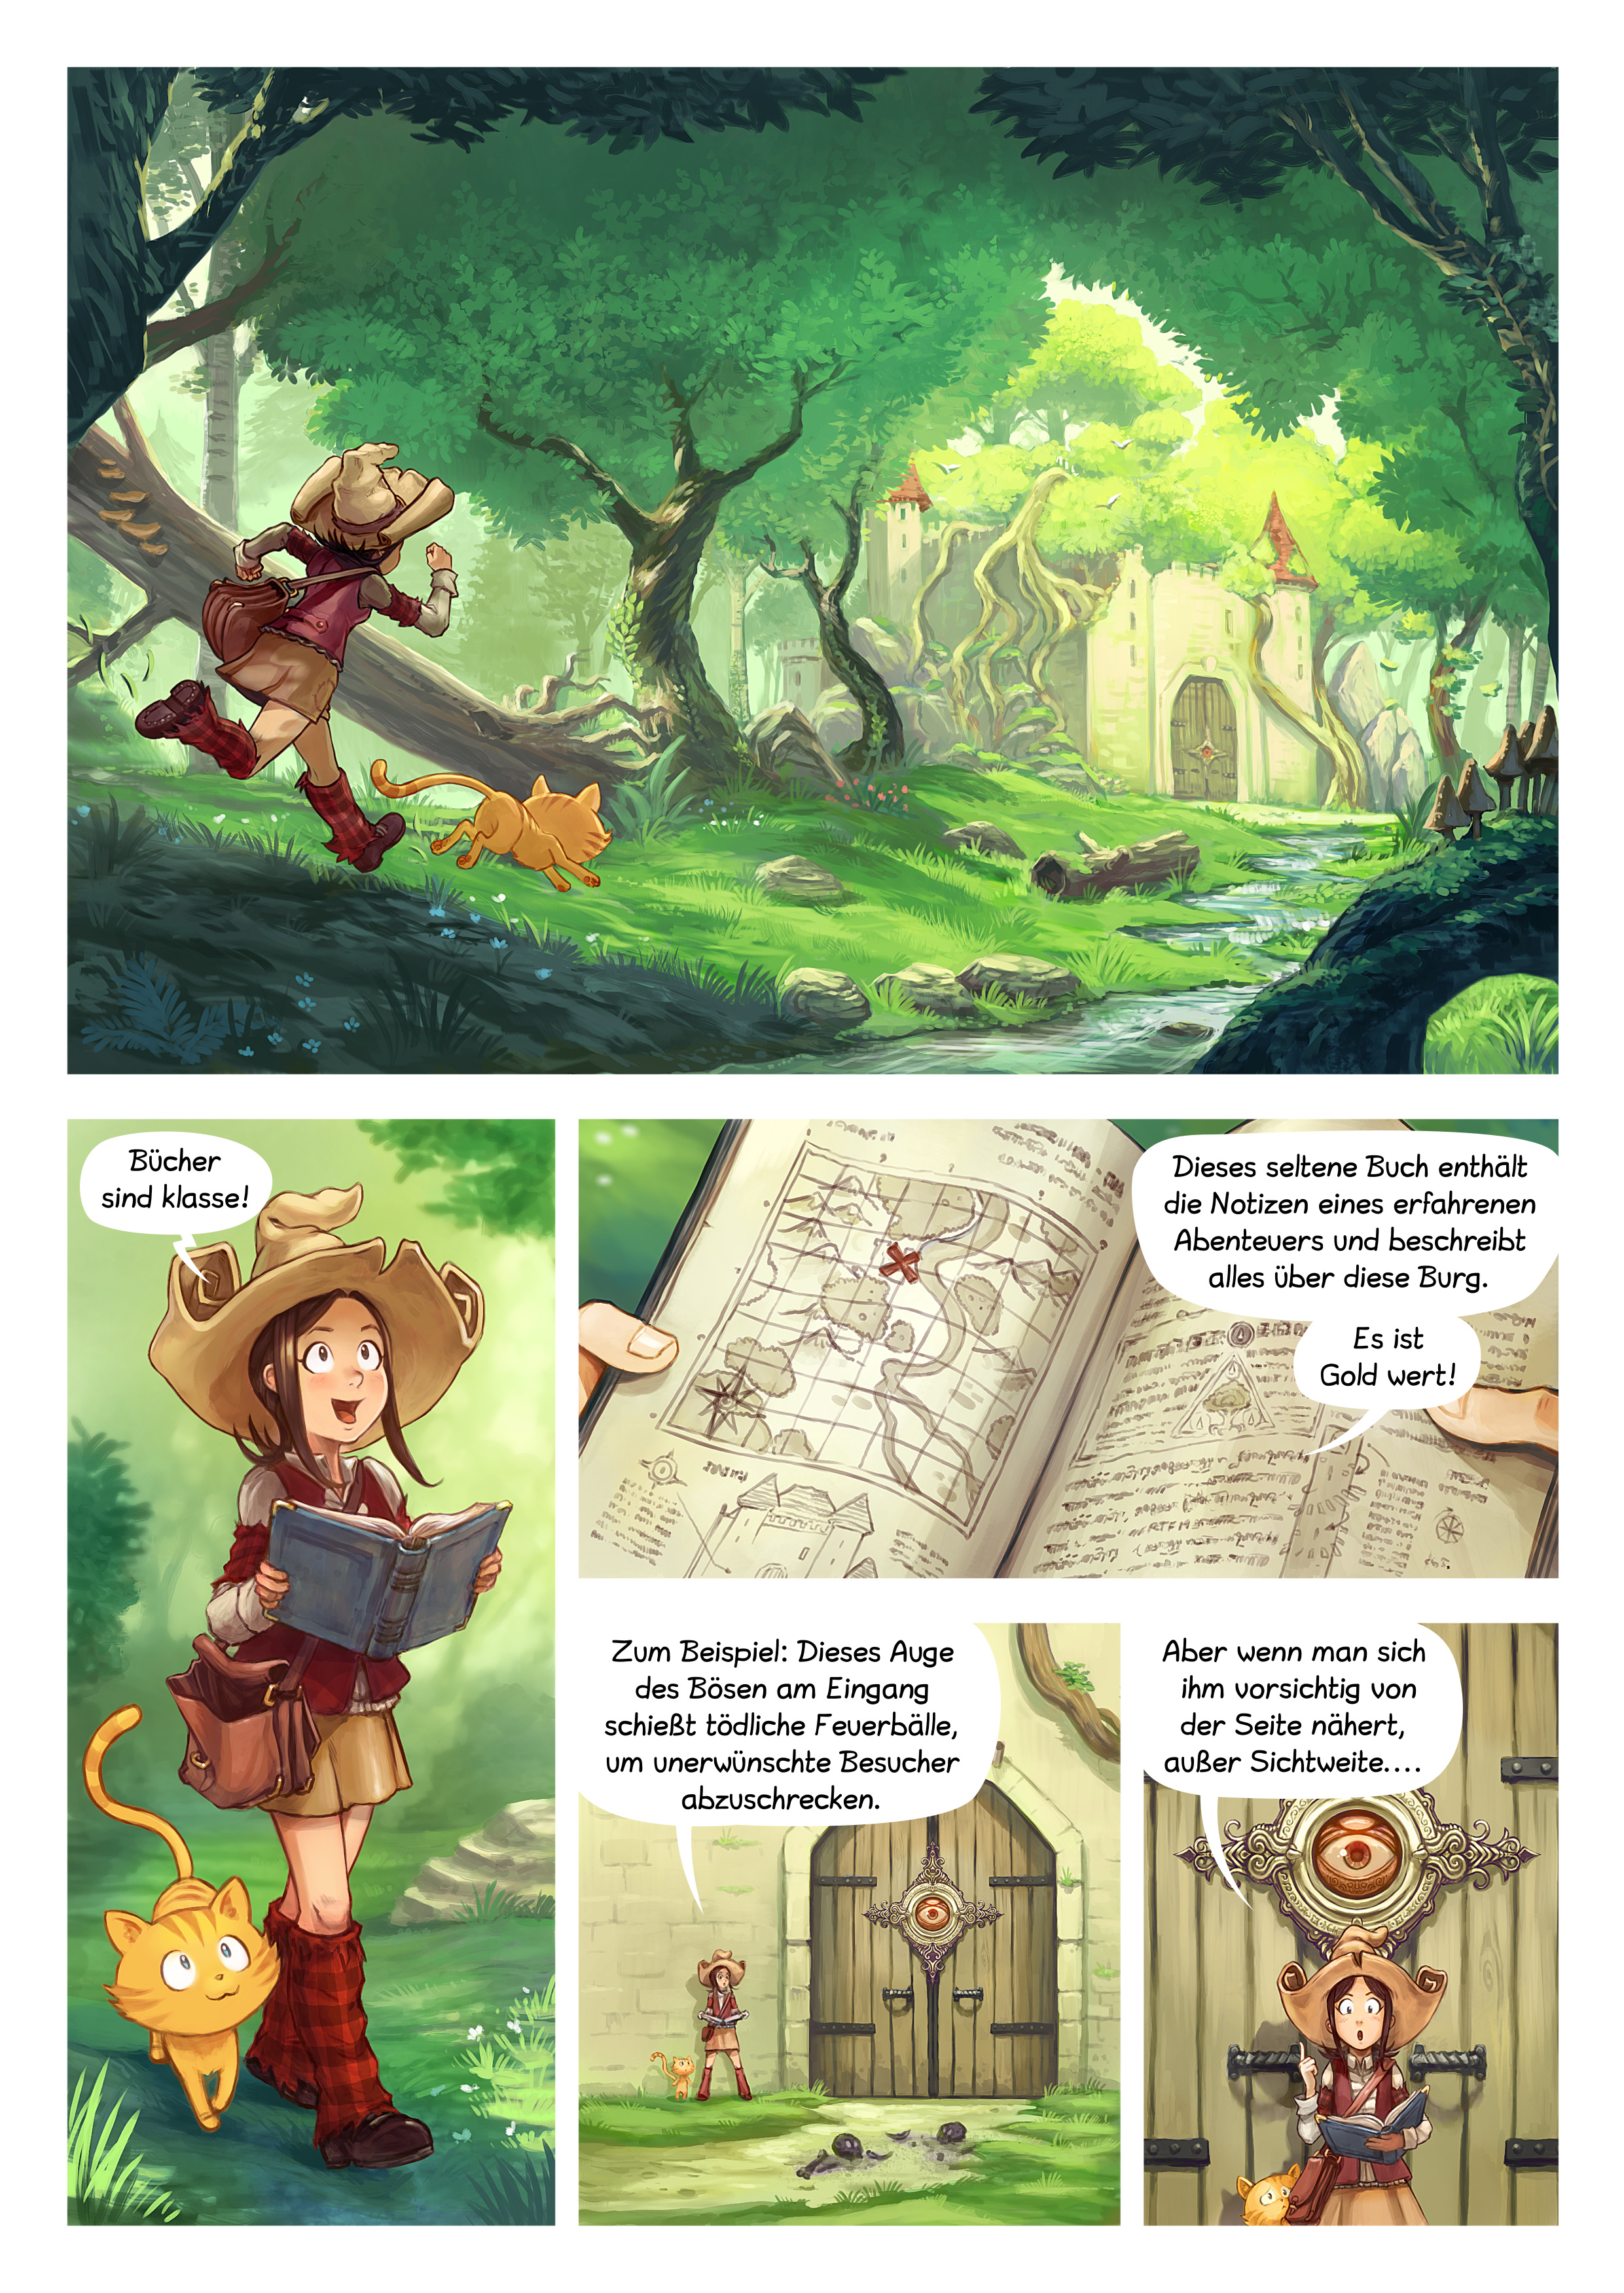 Bücher
sind klasse!
Dieses seltene Buch enthält
die Notizen eines erfahrenen
Abenteuers und beschreibt
alles über diese Burg.
Es ist
Gold wert!
Zum Beispiel: Dieses Auge
des Bösen am Eingang
schießt tödliche Feuerbälle,
um unerwünschte Besucher
abzuschrecken.
Aber wenn man sich
ihm vorsichtig von
der Seite nähert,
außer Sichtweite....